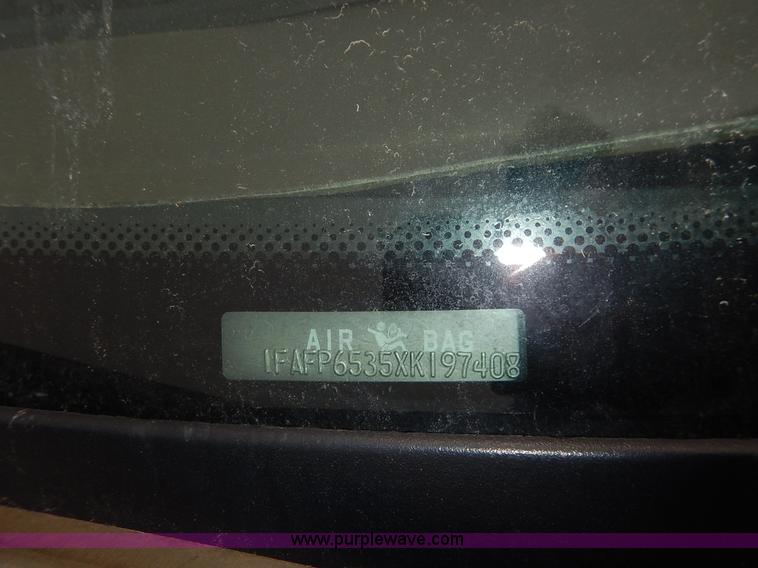 AIR BAG
1FAFP6535XK197408
www.purplewave.com